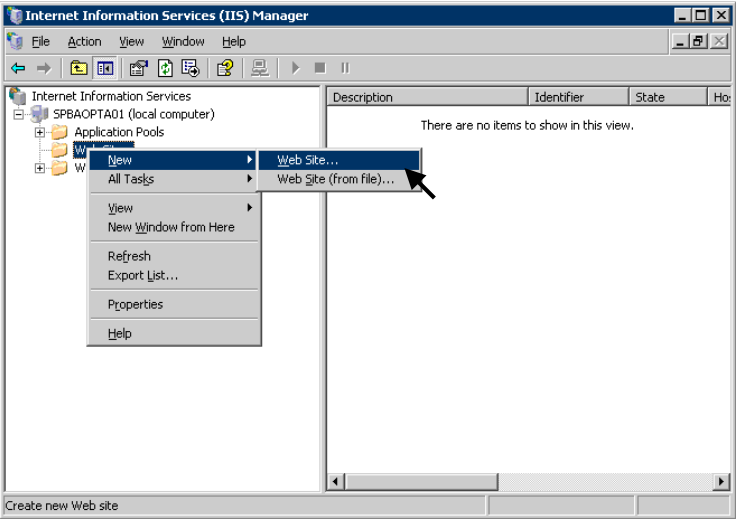 Internet Information Services (IIS) Manager
File Action View Window Help
Internet Information Services
SPBAOPTA01 (local computer)
Application Pools
W
Description Identifier State Ho
There are no items to show in this view.
New
All Tasks
View
New Window from Here
Refresh
Export List...
Properties
Help
Web Site...
Web Site (from file)...
Create new Web site